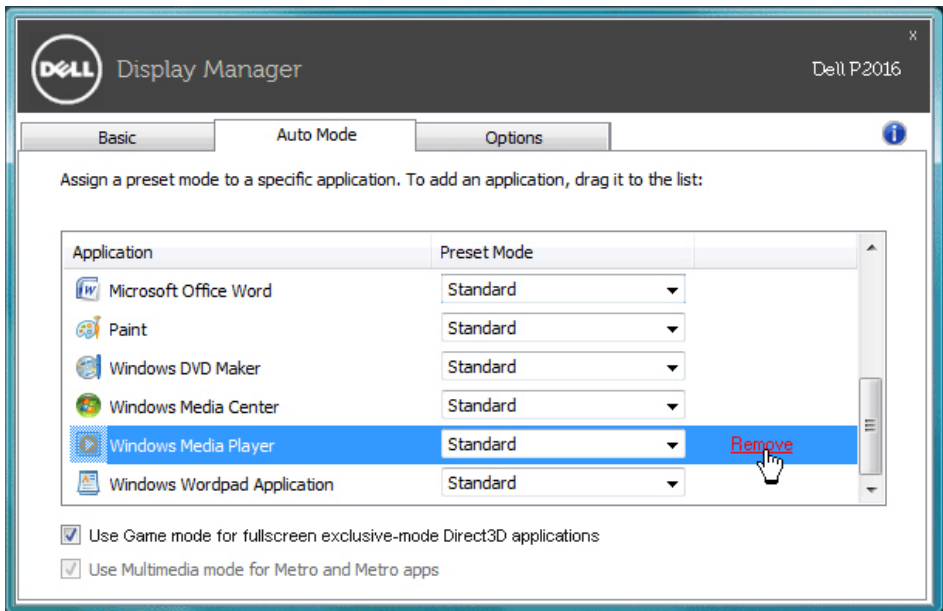 x
DELL Display Manager Dell P2016
Basic Auto Mode Options
Assign a preset mode to a specific application. To add an application, drag it to the list:
Application Preset Mode
Microsoft Office Word Standard
Paint Standard
Windows DVD Maker Standard
Windows Media Center Standard
Windows Media Player Standard Remove
Windows Wordpad Application Standard
Use Game mode for fullscreen exclusive-mode Direct3D applications
Use Multimedia mode for Metro and Metro apps